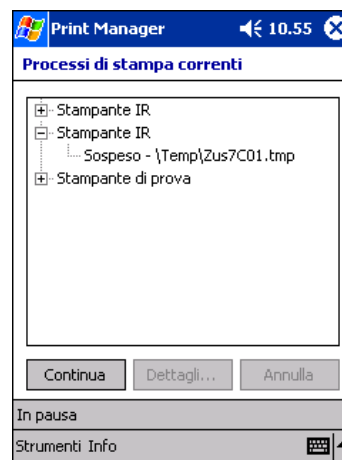 Print Manager 10.55
Processi di stampa correnti
Stampante IR
Stampante IR
Sospeso - \Temp\Zus7C01.tmp
Stampante di prova
Continua Dettagli... Annulla
In pausa
Strumenti Info